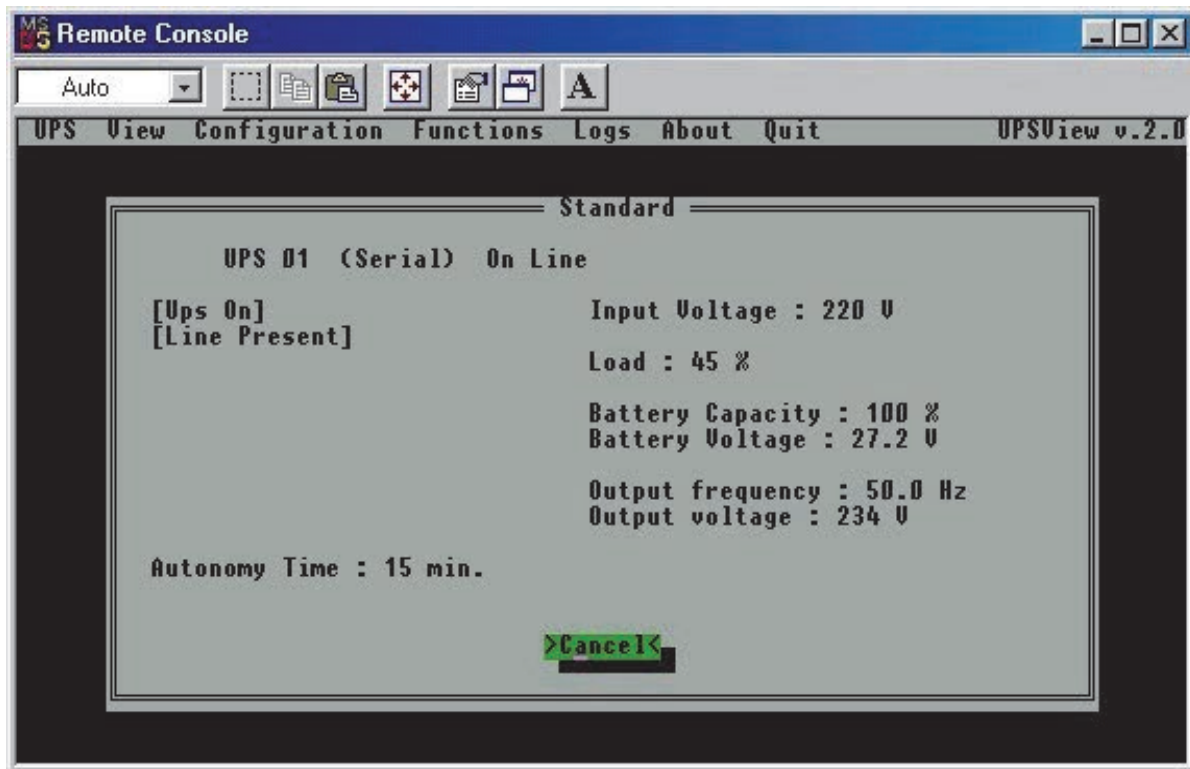 Remote Console
Auto
A
UPS View Configuration Functions Logs About Quit UPSView v.2.0
Standard
UPS 01 (Serial) On Line
[Ups On]
[Line Present]
Input Voltage : 220 V
Load : 45 %
Battery Capacity : 100 %
Battery Voltage : 27.2 V
Output frequency : 50.0 Hz
Output voltage : 234 V
Autonomy Time : 15 min.
>Cancel<